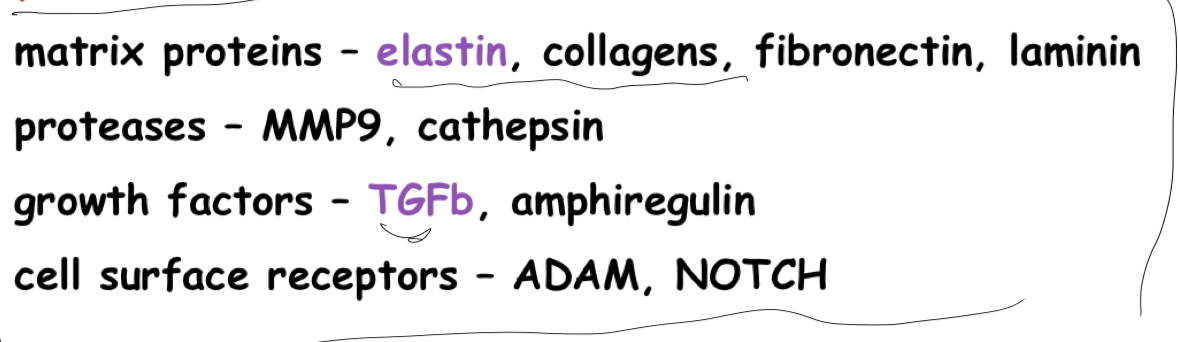 matrix proteins – elastin, collagens, fibronectin, laminin
proteases – MMP9, cathepsin
growth factors – TGFb, amphiregulin
cell surface receptors – ADAM, NOTCH